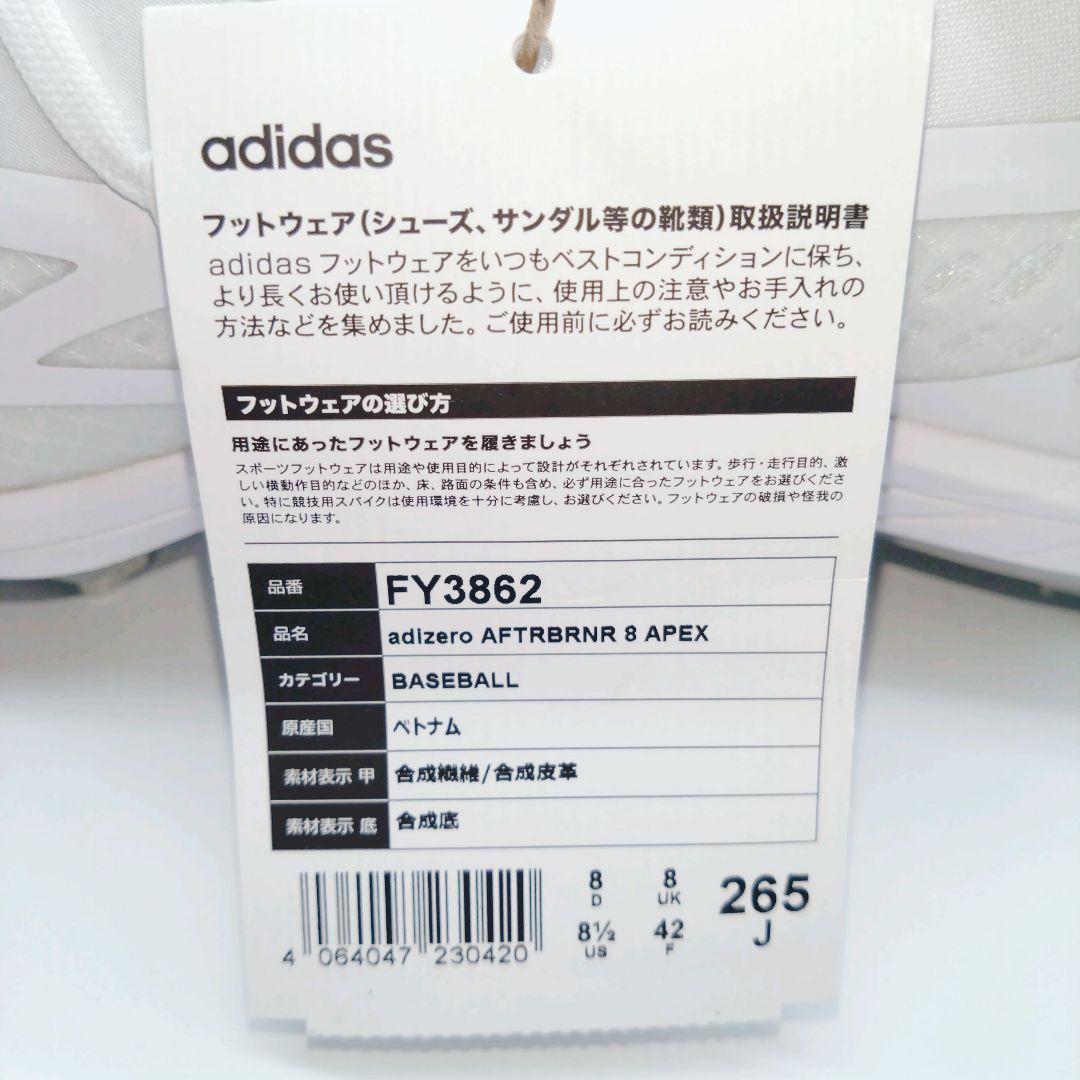 adidas
フットウェア(シューズ、サンダル等の靴類)取扱説明書
adidas フットウェアをいつもベストコンディションに保ち、
より長くお使い頂けるように、使用上の注意やお手入れの
方法などを集めました。ご使用前に必ずお読みください。
フットウェアの選び方
用途にあったフットウェアを履きましょう
スポーツフットウェアは用途や使用目的によって設計がそれぞれされています。歩行・走行目的、激
しい横動作目的などのほか、床、路面の条件も含め、必ず用途に合ったフットウェアをお選びくださ
い。特に競技用スパイクは使用環境を十分に考慮し、お選びください。フットウェアの破損や怪我の
原因になります。
品番 FY3862
品名 adizero AFTRBRNR 8 APEX
カテゴリー BASEBALL
原産国 ベトナム
素材表示 甲 合成繊維/合成皮革
素材表示 底 合成底
8 8 265
D UK J
8½ 42
US F
4 064047 230420